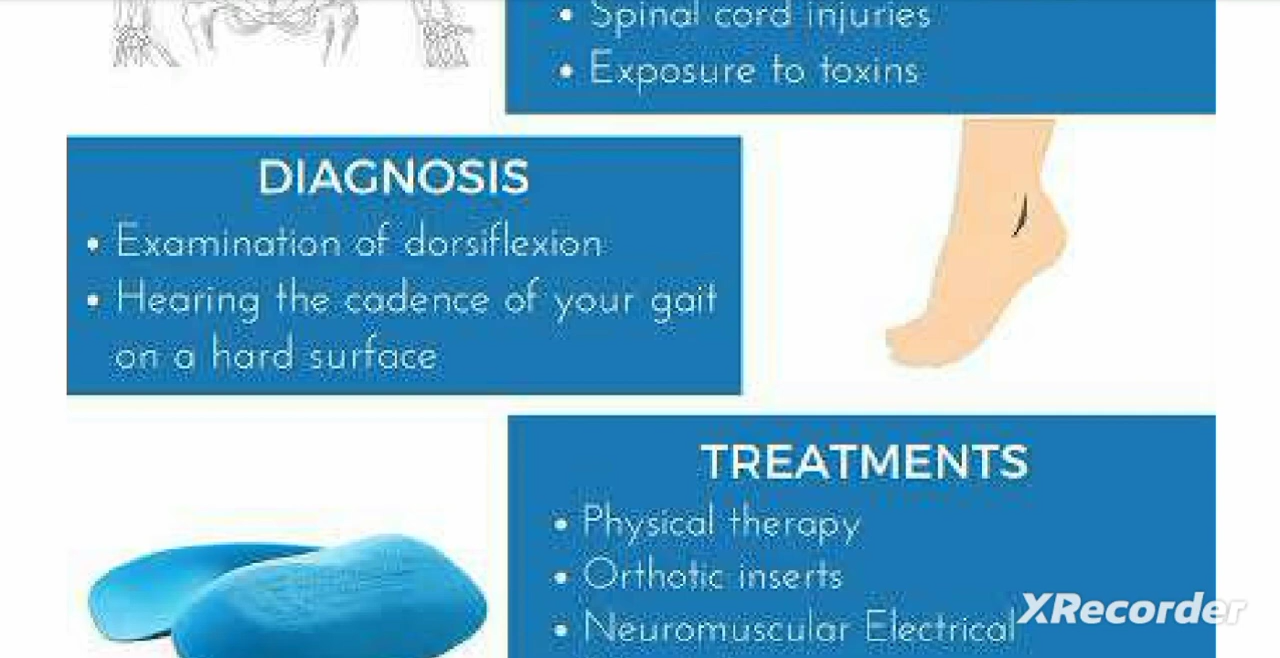 • Spinal cord injuries
• Exposure to toxins
DIAGNOSIS
• Examination of dorsiflexion
• Hearing the cadence of your gait
on a hard surface
TREATMENTS
• Physical therapy
• Orthotic inserts
• Neuromuscular Electrical
XRecorder